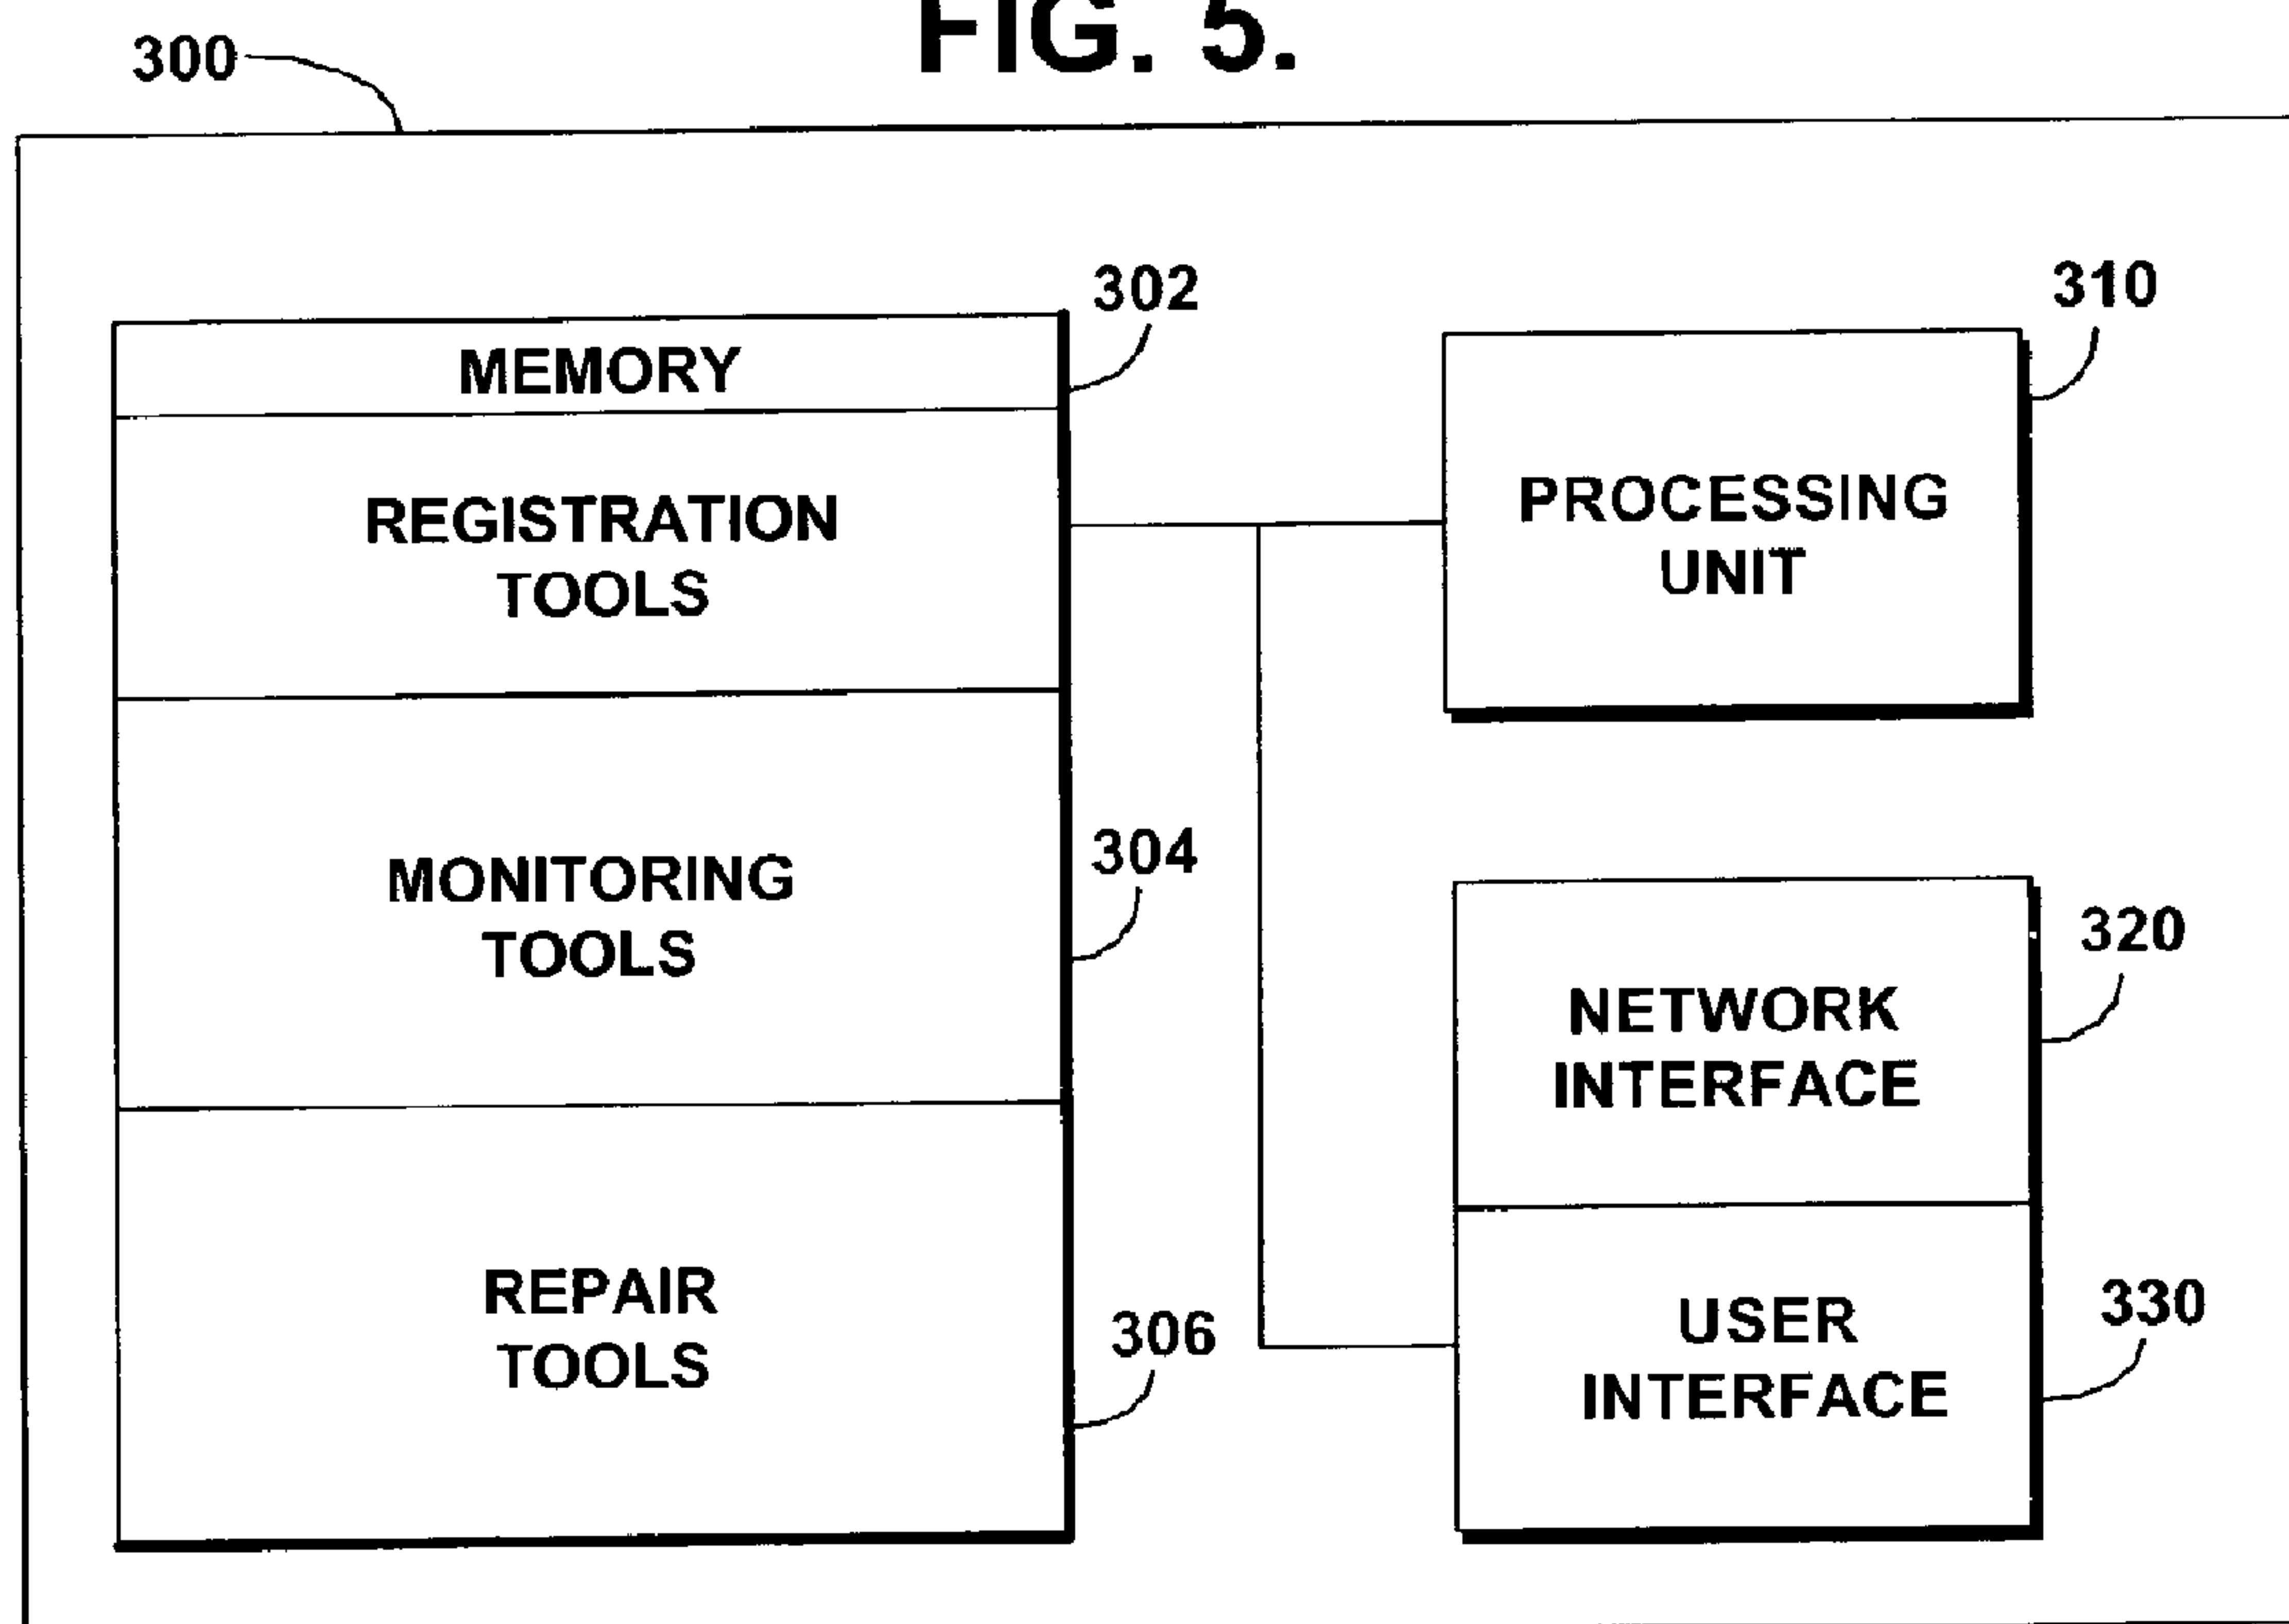 FIG. 5.
300
302
MEMORY
REGISTRATION
TOOLS
310
PROCESSING
UNIT
304
MONITORING
TOOLS
320
NETWORK
INTERFACE
306
REPAIR
TOOLS
330
USER
INTERFACE